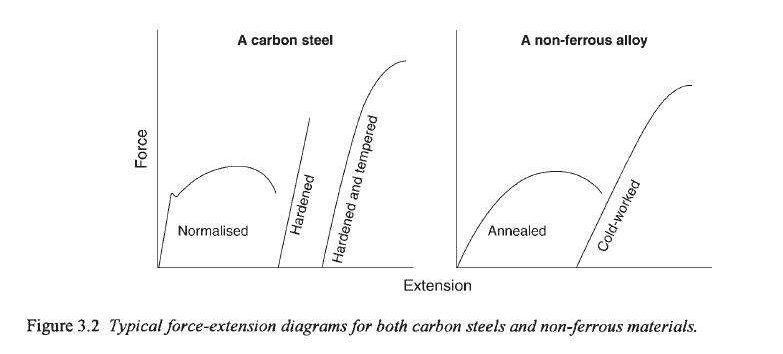 A carbon steel
A non-ferrous alloy
Force
Normalised
Hardened
Hardened and tempered
Annealed
Cold-worked
Extension
Figure 3.2 Typical force-extension diagrams for both carbon steels and non-ferrous materials.